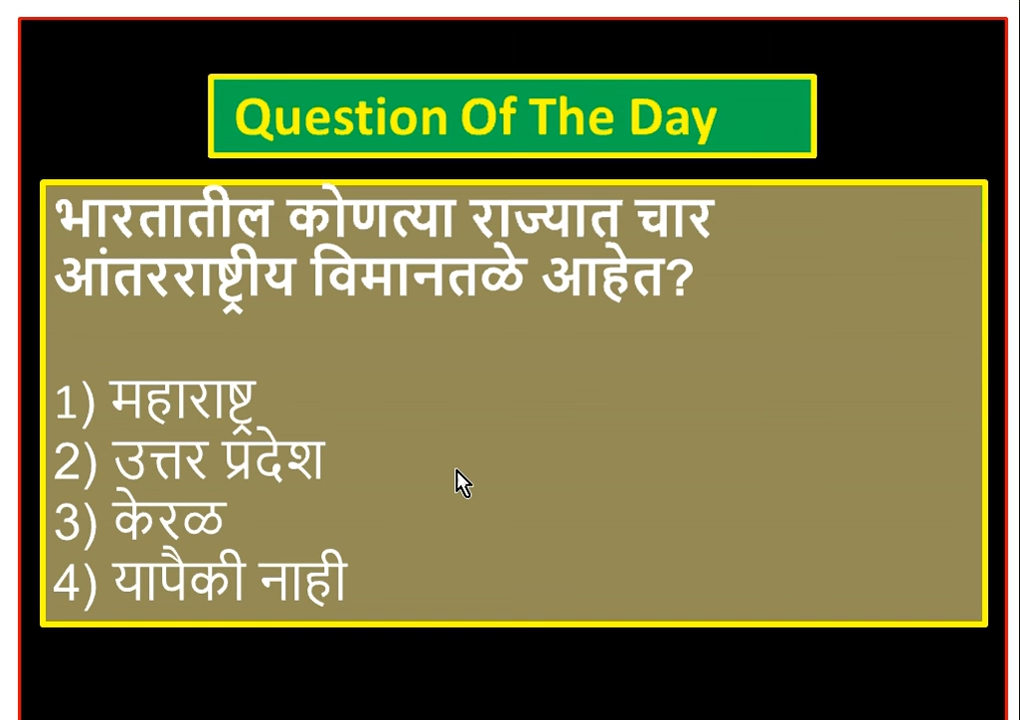 Question Of The Day
भारतातील कोणत्या राज्यात चार
आंतरराष्ट्रीय विमानतळे आहेत?
1) महाराष्ट्र
2) उत्तर प्रदेश
3) केरळ
4) यापैकी नाही